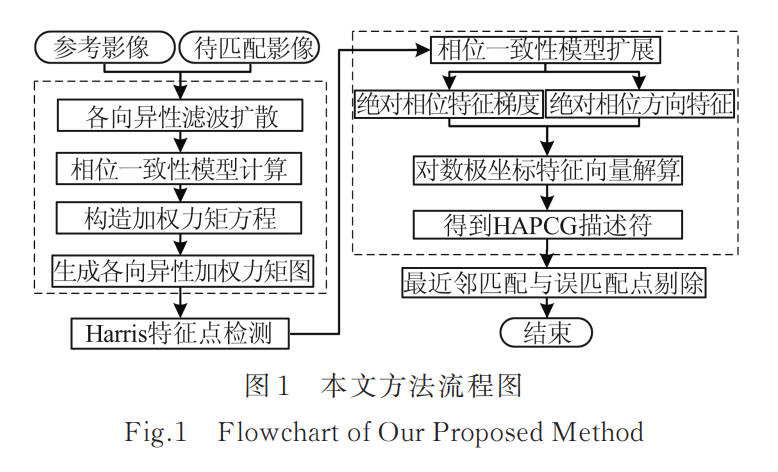 参考影像
待匹配影像
各向异性滤波扩散
相位一致性模型计算
构造加权力矩方程
生成各向异性加权力矩图
Harris特征点检测
相位一致性模型扩展
绝对相位特征梯度
绝对相位方向特征
对数极坐标特征向量解算
得到HAPCG描述符
最近邻匹配与误匹配点剔除
结束
图1 本文方法流程图
Fig.1 Flowchart of Our Proposed Method